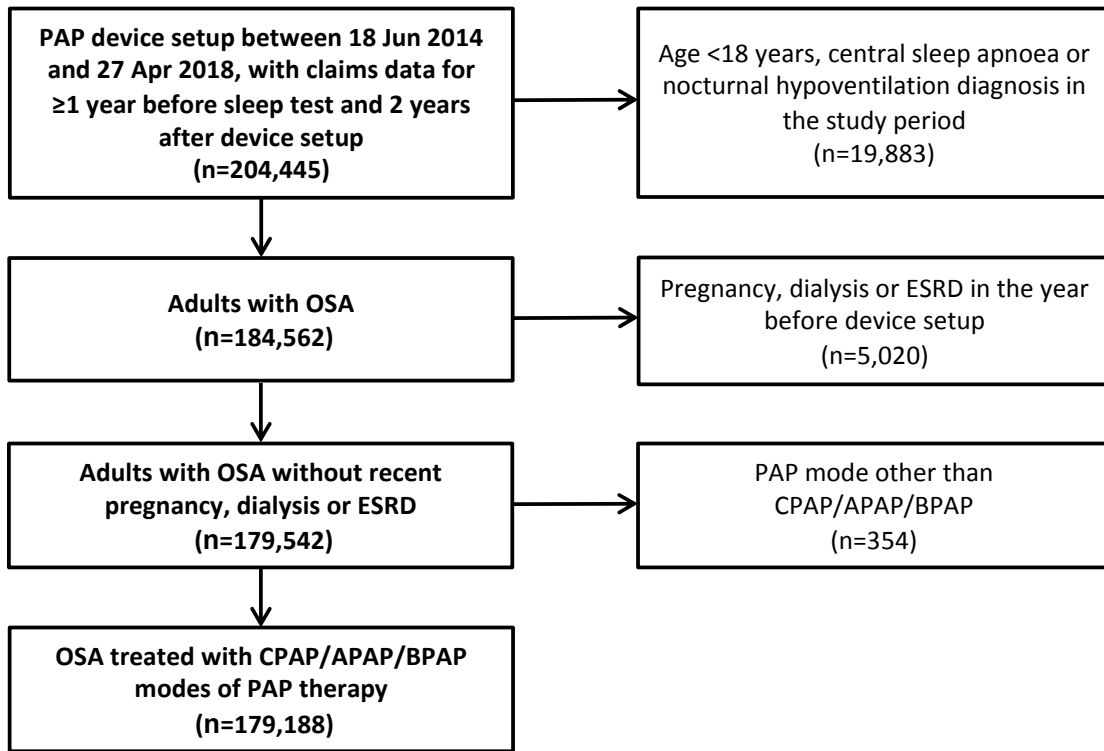 PAP device setup between 18 Jun 2014
and 27 Apr 2018, with claims data for
≥1 year before sleep test and 2 years
after device setup
(n=204,445)
Age <18 years, central sleep apnoea or
nocturnal hypoventilation diagnosis in
the study period
(n=19,883)
Adults with OSA
(n=184,562)
Pregnancy, dialysis or ESRD in the year
before device setup
(n=5,020)
Adults with OSA without recent
pregnancy, dialysis or ESRD
(n=179,542)
PAP mode other than
CPAP/APAP/BPAP
(n=354)
OSA treated with CPAP/APAP/BPAP
modes of PAP therapy
(n=179,188)